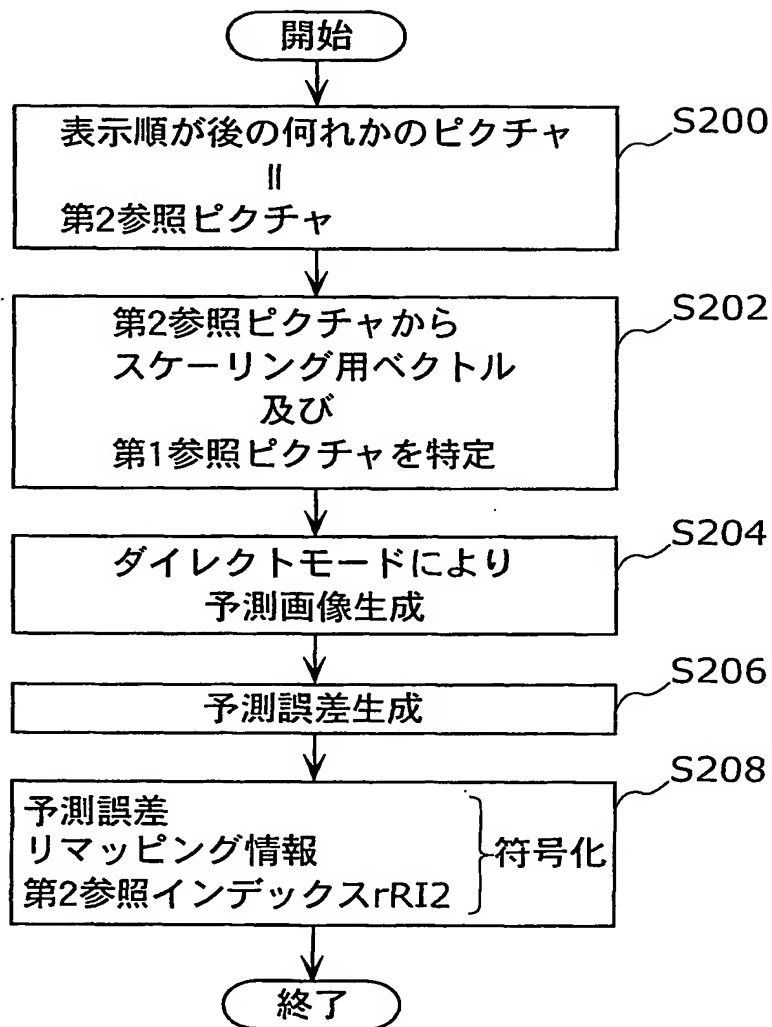 開始
表示順が後の何れかのピクチャ
||
第2参照ピクチャ
S200
第2参照ピクチャから
スケーリング用ベクトル
及び
第1参照ピクチャを特定
S202
ダイレクトモードにより
予測画像生成
S204
予測誤差生成
S206
予測誤差
リマッピング情報
第2参照インデックスrRI2
符号化
S208
終了